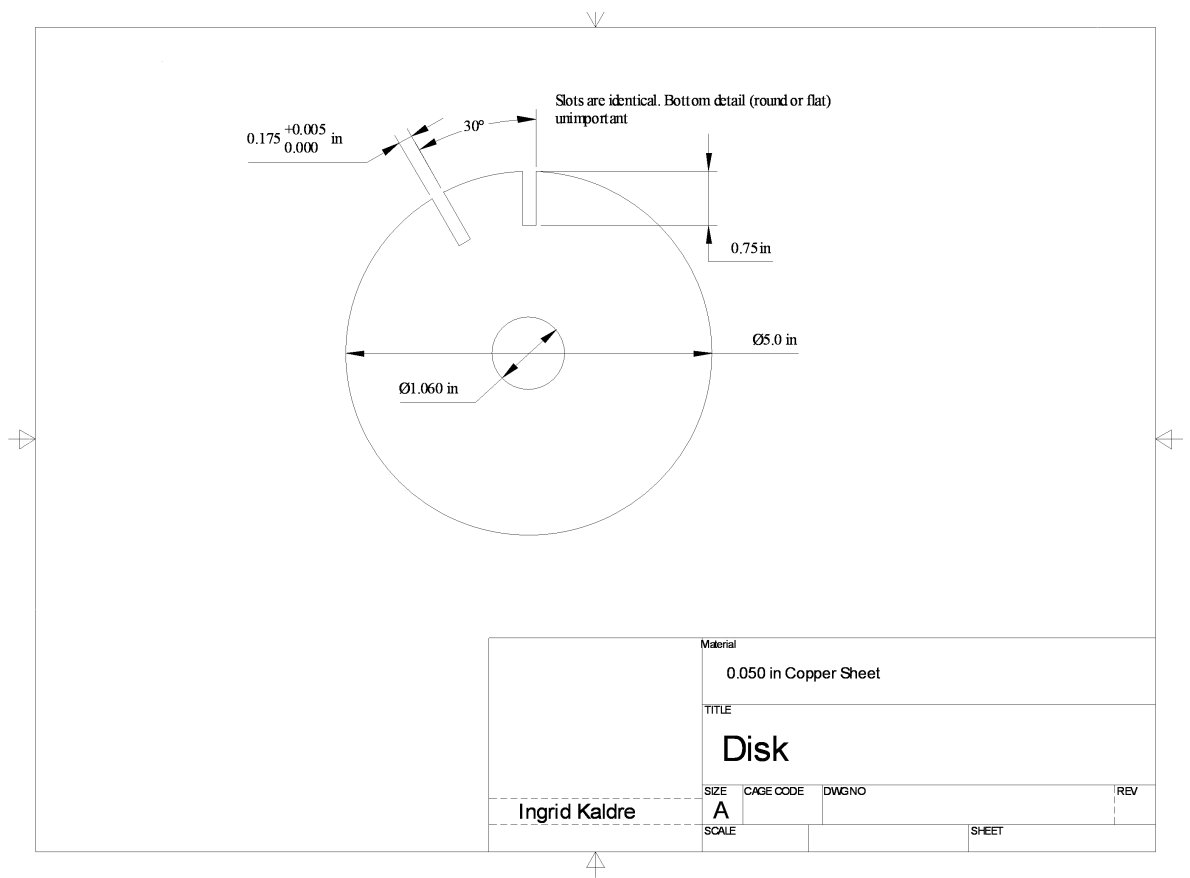 Slots are identical. Bottom detail (round or flat)
unimportant
0.175 +0.005 in
0.000
30°
0.75in
Ø5.0 in
Ø1.060 in
Material
0.050 in Copper Sheet
TITLE
Disk
SIZE CAGE CODE DWG NO REV
A
Ingrid Kaldre
SCALE SHEET